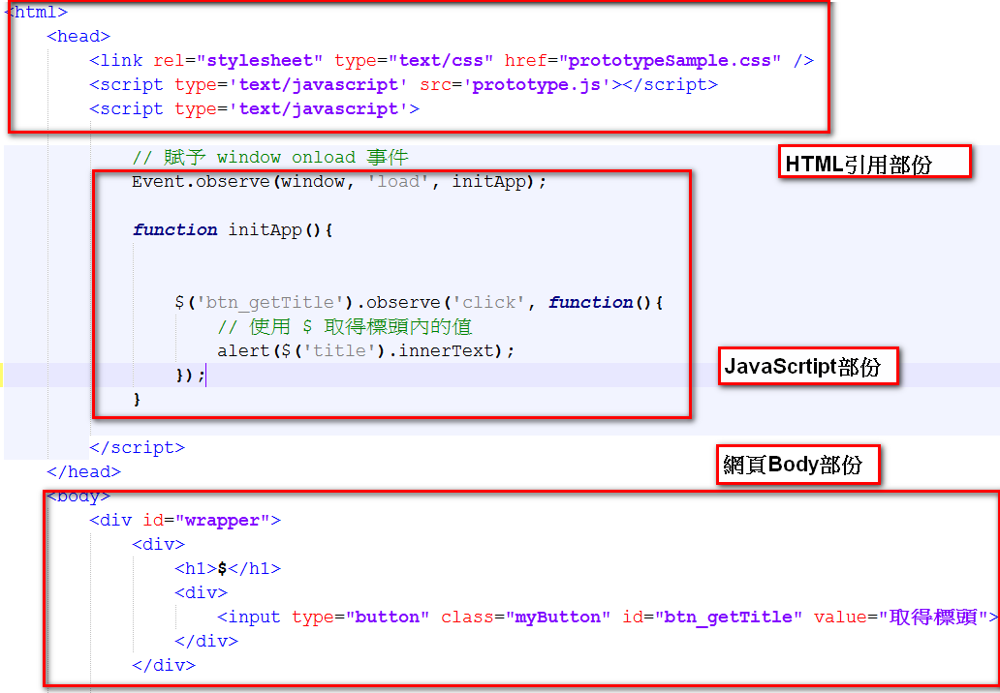 <html>
<head>
<link rel="stylesheet" type="text/css" href="prototypeSample.css" />
<script type='text/javascript' src='prototype.js'></script>
<script type='text/javascript'>
// 賦予 window onload 事件
HTML引用部份
Event.observe(window, 'load', initApp);
function initApp(){
$('btn_getTitle').observe('click', function(){
// 使用 $ 取得標頭內的值
alert($('title').innerText);
JavaScrtipt部份
});
}
</script>
網頁Body部份
</head>
<body>
<div id="wrapper">
<div>
<h1>$</h1>
<div>
<input type="button" class="myButton" id="btn_getTitle" value="取得標頭">
</div>
</div>